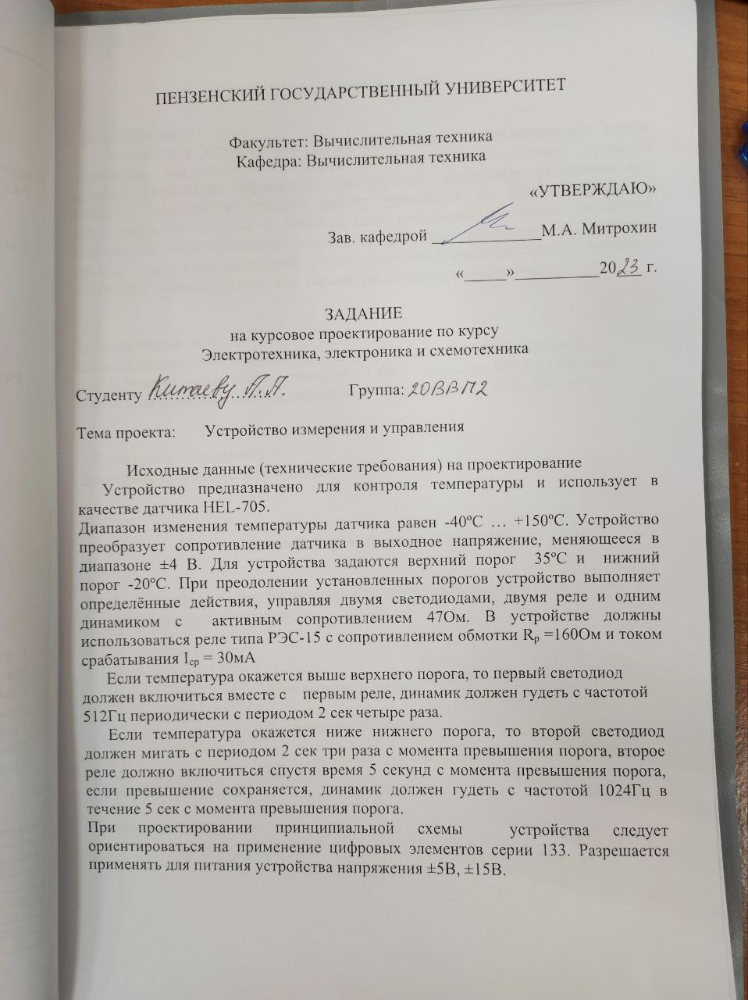 ПЕНЗЕНСКИЙ ГОСУДАРСТВЕННЫЙ УНИВЕРСИТЕТ
Факультет: Вычислительная техника
Кафедра: Вычислительная техника
«УТВЕРЖДАЮ»
Зав. кафедрой _____________М.А. Митрохин
«_____»__________2023 г.
ЗАДАНИЕ
на курсовое проектирование по курсу
Электротехника, электроника и схемотехника
Студенту Китаеву П.П. Группа: 20ВВП2
Тема проекта: Устройство измерения и управления
Исходные данные (технические требования) на проектирование
Устройство предназначено для контроля температуры и использует в
качестве датчика HEL-705.
Диапазон изменения температуры датчика равен -40ºС … +150ºС. Устройство
преобразует сопротивление датчика в выходное напряжение, меняющееся в
диапазоне ±4 В. Для устройства задаются верхний порог 35ºС и нижний
порог -20ºС. При преодолении установленных порогов устройство выполняет
определённые действия, управляя двумя светодиодами, двумя реле и одним
динамиком с активным сопротивлением 47Ом. В устройстве должны
использоваться реле типа РЭС-15 с сопротивлением обмотки Rр =160Ом и током
срабатывания Iср = 30мА
Если температура окажется выше верхнего порога, то первый светодиод
должен включиться вместе с первым реле, динамик должен гудеть с частотой
512Гц периодически с периодом 2 сек четыре раза.
Если температура окажется ниже нижнего порога, то второй светодиод
должен мигать с периодом 2 сек три раза с момента превышения порога, второе
реле должно включиться спустя время 5 секунд с момента превышения порога,
если превышение сохраняется, динамик должен гудеть с частотой 1024Гц в
течение 5 сек с момента превышения порога.
При проектировании принципиальной схемы устройства следует
ориентироваться на применение цифровых элементов серии 133. Разрешается
применять для питания устройства напряжения ±5В, ±15В.